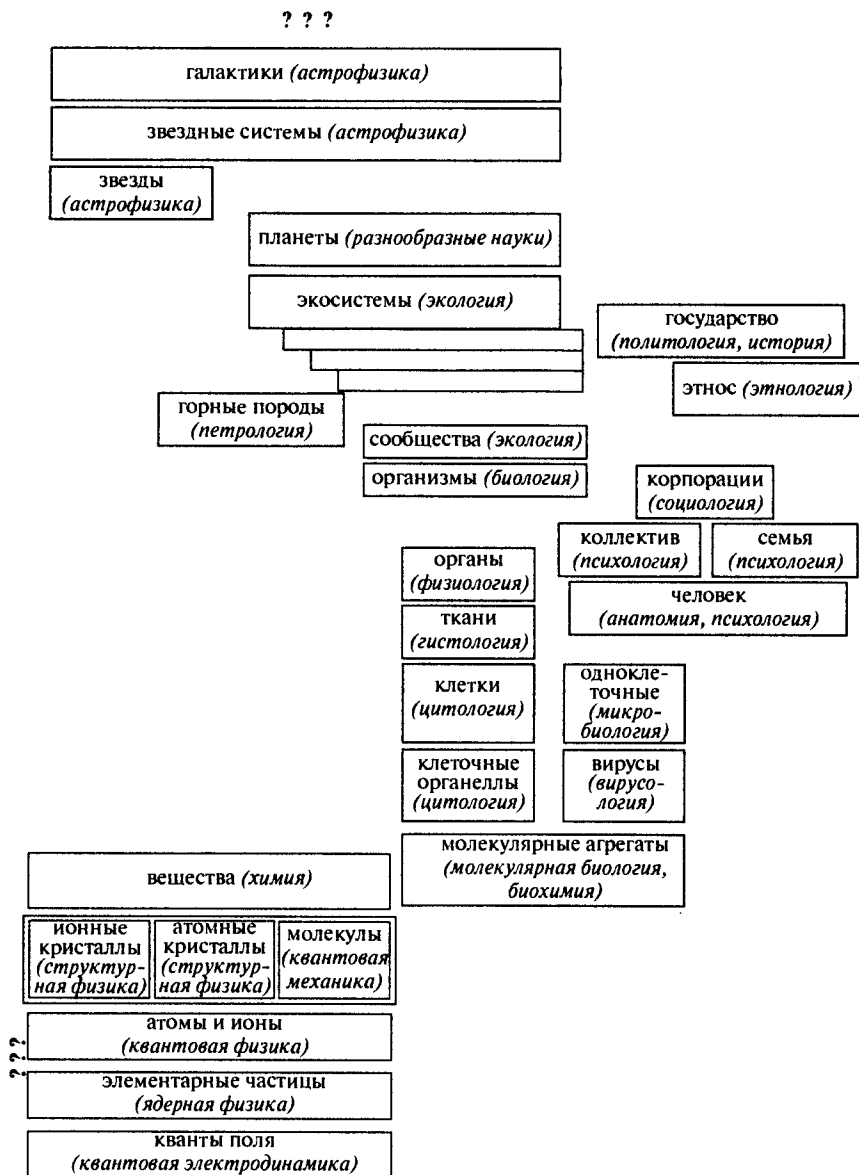 ? ? ?
галактики (астрофизика)
звездные системы (астрофизика)
звезды
(астрофизика)
планеты (разнообразные науки)
экосистемы (экология)
государство
(политология, история)
этнос (этнология)
горные породы
(петрология)
сообщества (экология)
организмы (биология)
корпорации
(социология)
коллектив
(психология)
семья
(психология)
органы
(физиология)
человек
(анатомия, психология)
ткани
(гистология)
клетки
(цитология)
однокле-
точные
(микро-
биология)
клеточные
органеллы
(цитология)
вирусы
(вирусо-
логия)
молекулярные агрегаты
(молекулярная биология,
биохимия)
вещества (химия)
ионные
кристаллы
(структур-
ная физика)
атомные
кристаллы
(структур-
ная физика)
молекулы
(квантовая
механика)
атомы и ионы
(квантовая физика)
???
элементарные частицы
(ядерная физика)
кванты поля
(квантовая электродинамика)